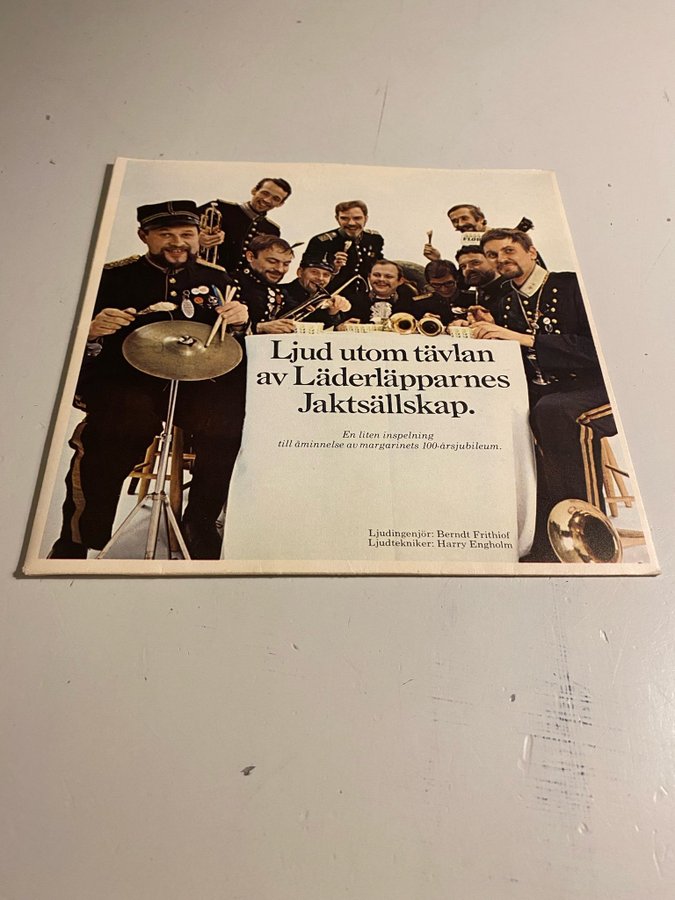 Ljud utom tävlan
av Läderläpparnes
Jaktsällskap.
En liten inspelning
till åminnelse av margarinets 100-årsjubileum.
Ljudingenjör: Berndt Frithiof
Ljudtekniker: Harry Engholm